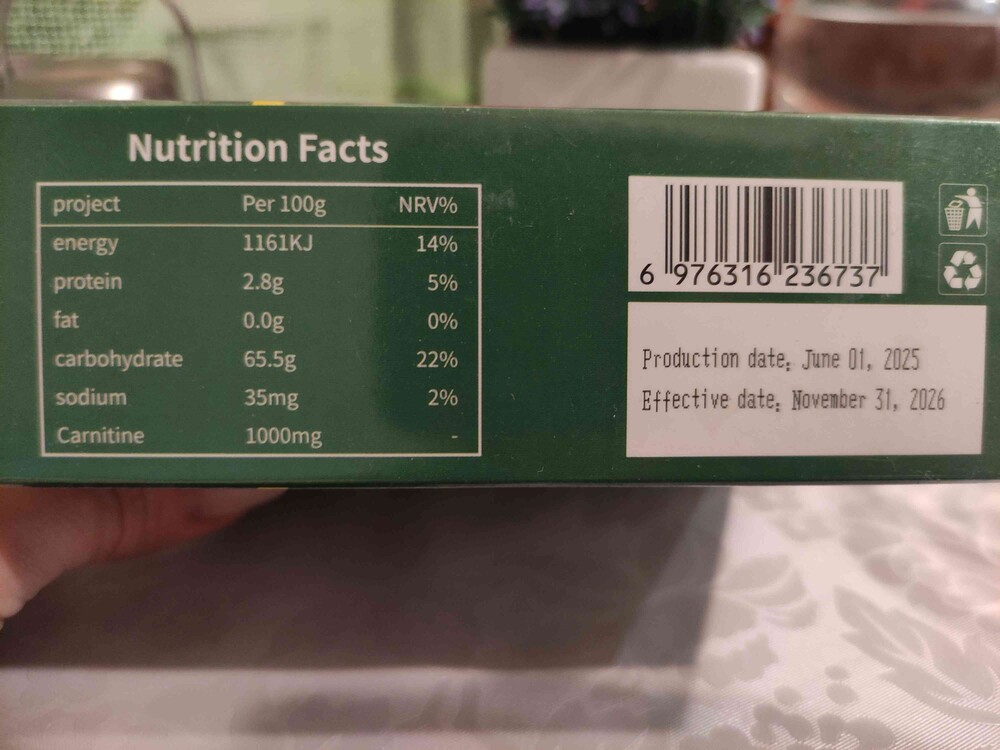 Nutrition Facts
project Per 100g NRV%
energy 1161KJ 14%
protein 2.8g 5%
fat 0.0g 0%
carbohydrate 65.5g 22%
sodium 35mg 2%
Carnitine 1000mg -
6 976316 236737
Production date: June 01, 2025
Effective date: November 31, 2026